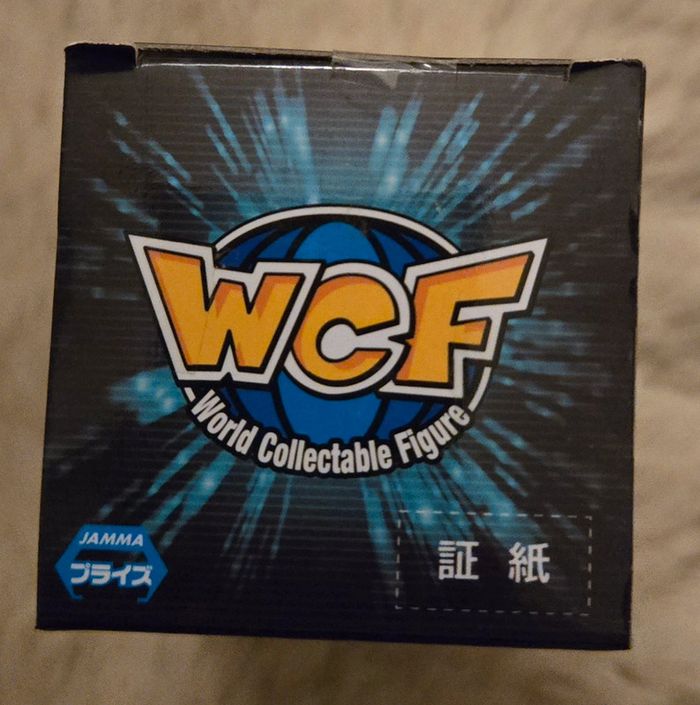 WCF
World Collectable Figure
JAMMA
プライズ
証紙